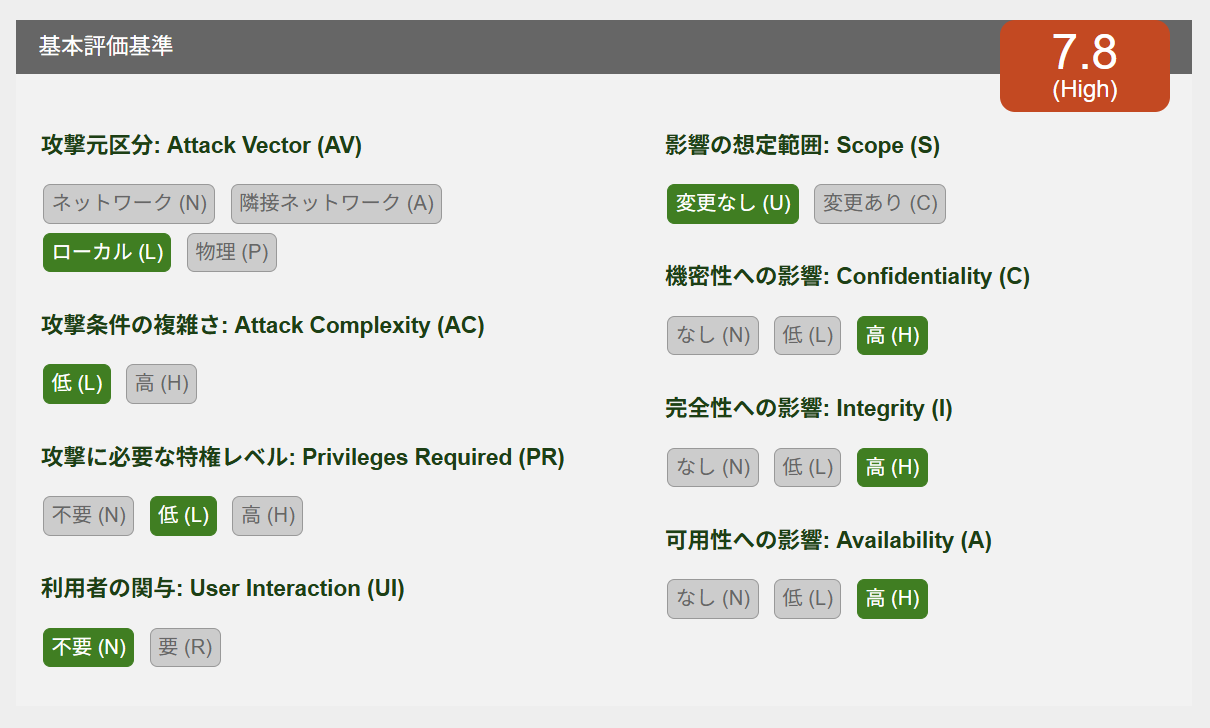 基本評価基準
7.8
(High)
攻撃元区分: Attack Vector (AV)
ネットワーク (N) 隣接ネットワーク (A)
ローカル (L) 物理 (P)
攻撃条件の複雑さ: Attack Complexity (AC)
低 (L) 高 (H)
攻撃に必要な特権レベル: Privileges Required (PR)
不要 (N) 低 (L) 高 (H)
利用者の関与: User Interaction (UI)
不要 (N) 要 (R)
影響の想定範囲: Scope (S)
変更なし (U) 変更あり (C)
機密性への影響: Confidentiality (C)
なし (N) 低 (L) 高 (H)
完全性への影響: Integrity (I)
なし (N) 低 (L) 高 (H)
可用性への影響: Availability (A)
なし (N) 低 (L) 高 (H)